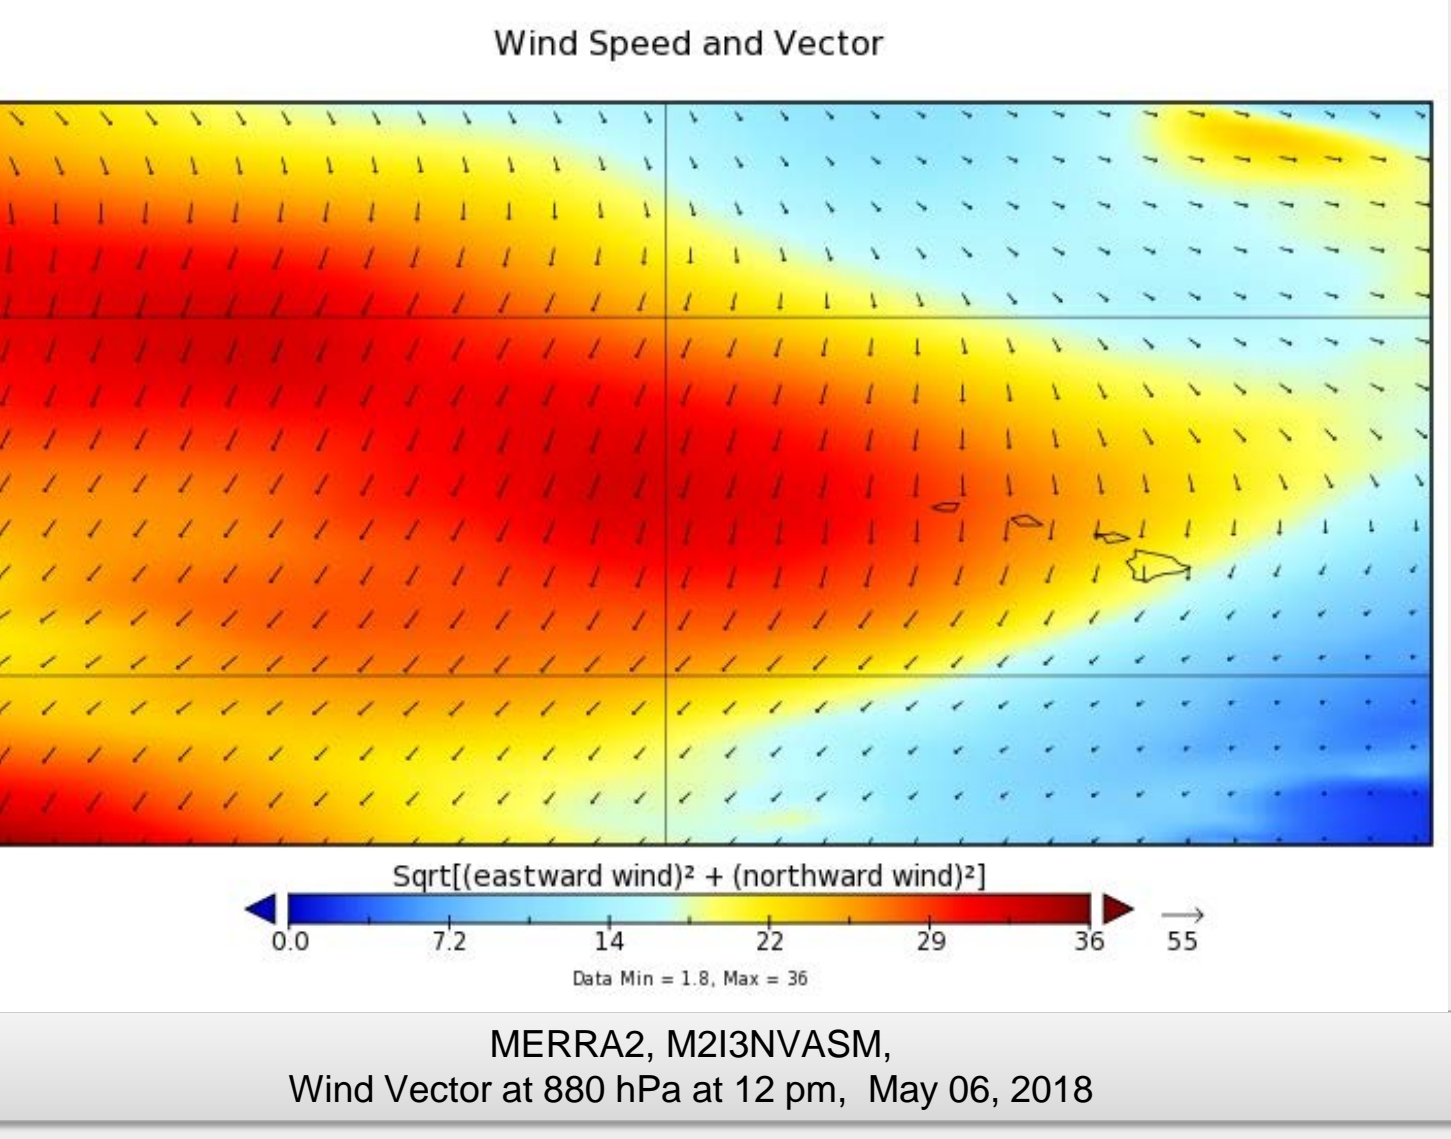 Wind Speed and Vector
Sqrt[(eastward wind)² + (northward wind)²]
0.0 7.2 14 22 29 36 55
Data Min = 1.8, Max = 36
MERRA2, M2I3NVASM,
Wind Vector at 880 hPa at 12 pm,  May 06, 2018